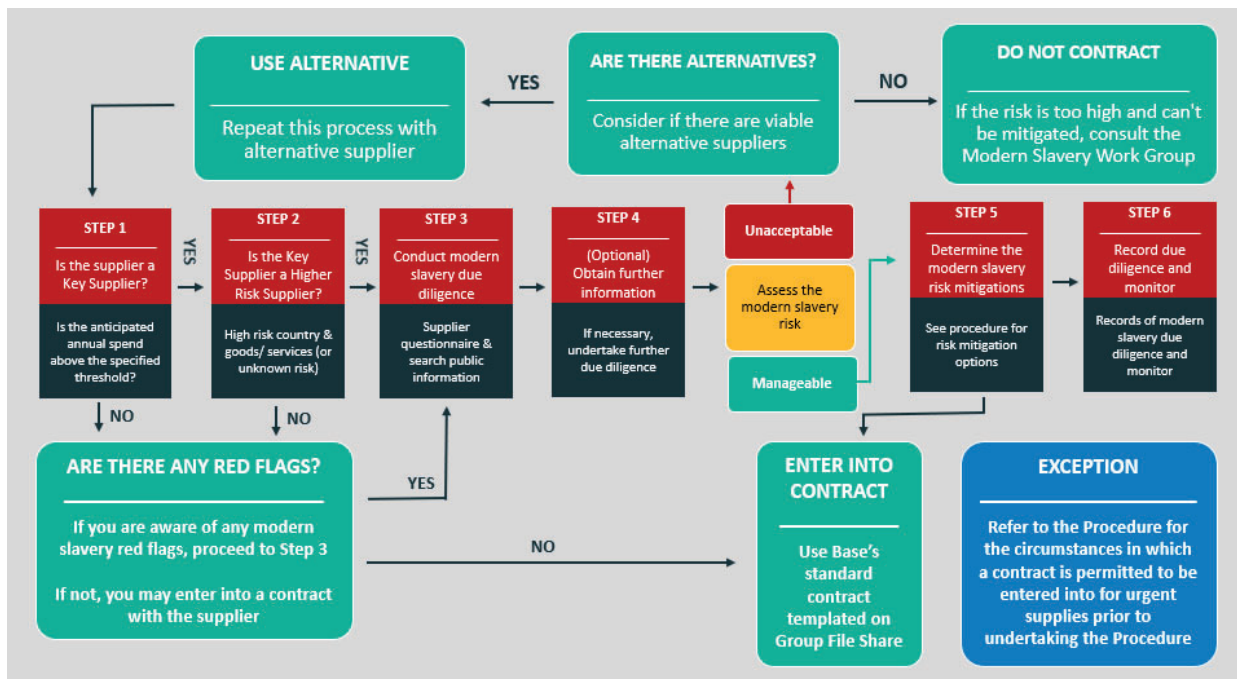 USE ALTERNATIVE
Repeat this process with
alternative supplier
YES
ARE THERE ALTERNATIVES?
Consider if there are viable
alternative suppliers
NO
DO NOT CONTRACT
If the risk is too high and can't
be mitigated, consult the
Modern Slavery Work Group
STEP 1
Is the supplier a
Key Supplier?
Is the anticipated
annual spend
above the specified
threshold?
YES
STEP 2
Is the Key
Supplier a Higher
Risk Supplier?
High risk country &
goods/ services (or
unknown risk)
YES
STEP 3
Conduct modern
slavery due
diligence
Supplier
questionnaire &
search public
information
STEP 4
(Optional)
Obtain further
information
If necessary,
undertake further
due diligence
Unacceptable
Assess the
modern slavery
risk
Manageable
STEP 5
Determine the
modern slavery
risk mitigations
See procedure for
risk mitigation
options
STEP 6
Record due
diligence and
monitor
Records of modern
slavery due
diligence and
monitor
NO
NO
ARE THERE ANY RED FLAGS?
If you are aware of any modern
slavery red flags, proceed to Step 3
If not, you may enter into a contract
with the supplier
YES
NO
ENTER INTO
CONTRACT
Use Base's
standard
contract
templated on
Group File Share
EXCEPTION
Refer to the Procedure for
the circumstances in which
a contract is permitted to be
entered into for urgent
supplies prior to
undertaking the Procedure